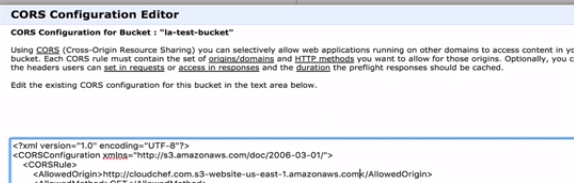 CORS Configuration Editor
CORS Configuration for Bucket : "la-test-bucket"
Using CORS (Cross-Origin Resource Sharing) you can selectively allow web applications running on other domains to access content in yo
bucket. Each CORS rule must contain the set of origins/domains and HTTP methods you want to allow for those origins. Optionally, you c
the headers users can set in requests or access in responses and the duration the preflight responses should be cached.
Edit the existing CORS configuration for this bucket in the text area below.
<?xml version="1.0" encoding="UTF-8"?>
<CORSConfiguration xmlns="http://s3.amazonaws.com/doc/2006-03-01/">
<CORSRule>
<AllowedOrigin>http://cloudchef.com.s3-website-us-east-1.amazonaws.com</AllowedOrigin>
<AllowedMethod>GET</AllowedMethod>